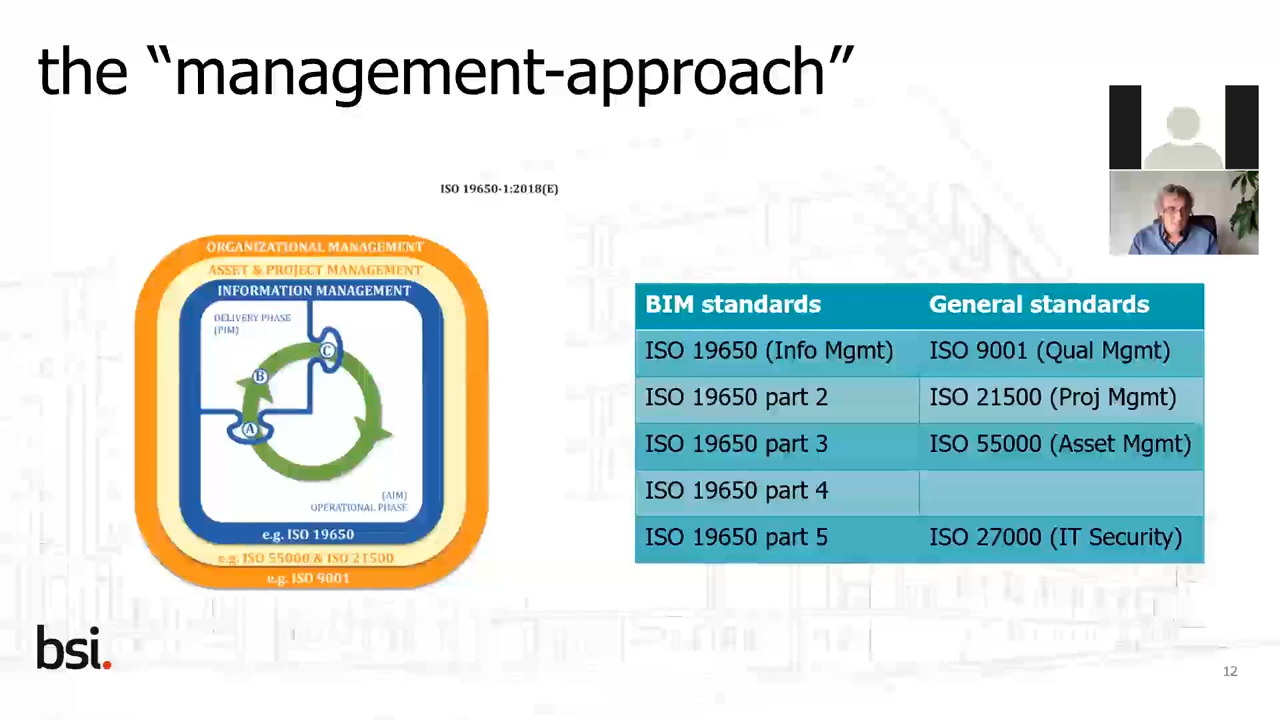 the “management-approach”
ISO 19650-1:2018(E)
ORGANIZATIONAL MANAGEMENT
ASSET & PROJECT MANAGEMENT
INFORMATION MANAGEMENT
DELIVERY PHASE
(PIM)
C
B
A
(AIM)
OPERATIONAL PHASE
e.g. ISO 19650
e.g. ISO 55000 & ISO 21500
e.g. ISO 9001
BIM standards General standards
ISO 19650 (Info Mgmt) ISO 9001 (Qual Mgmt)
ISO 19650 part 2 ISO 21500 (Proj Mgmt)
ISO 19650 part 3 ISO 55000 (Asset Mgmt)
ISO 19650 part 4
ISO 19650 part 5 ISO 27000 (IT Security)
bsi.
12